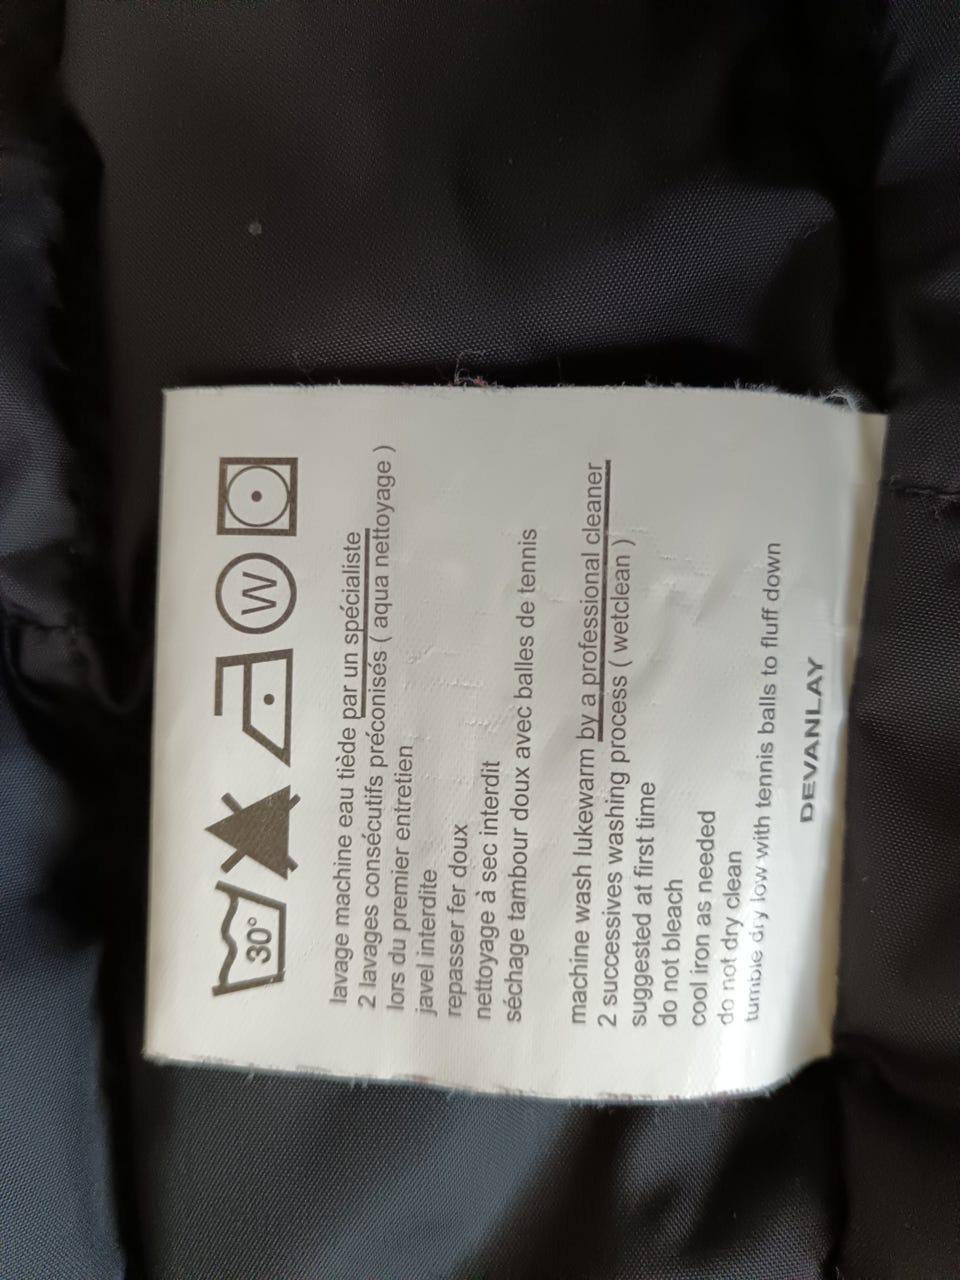 30°
W
lavage machine eau tiède par un spécialiste
2 lavages consécutifs préconisés ( aqua nettoyage )
lors du premier entretien
javel interdite
repasser fer doux
nettoyage à sec interdit
séchage tambour doux avec balles de tennis
machine wash lukewarm by a professional cleaner
2 successives washing process ( wetclean )
suggested at first time
do not bleach
cool iron as needed
do not dry clean
tumble dry low with tennis balls to fluff down
DEVANLAY